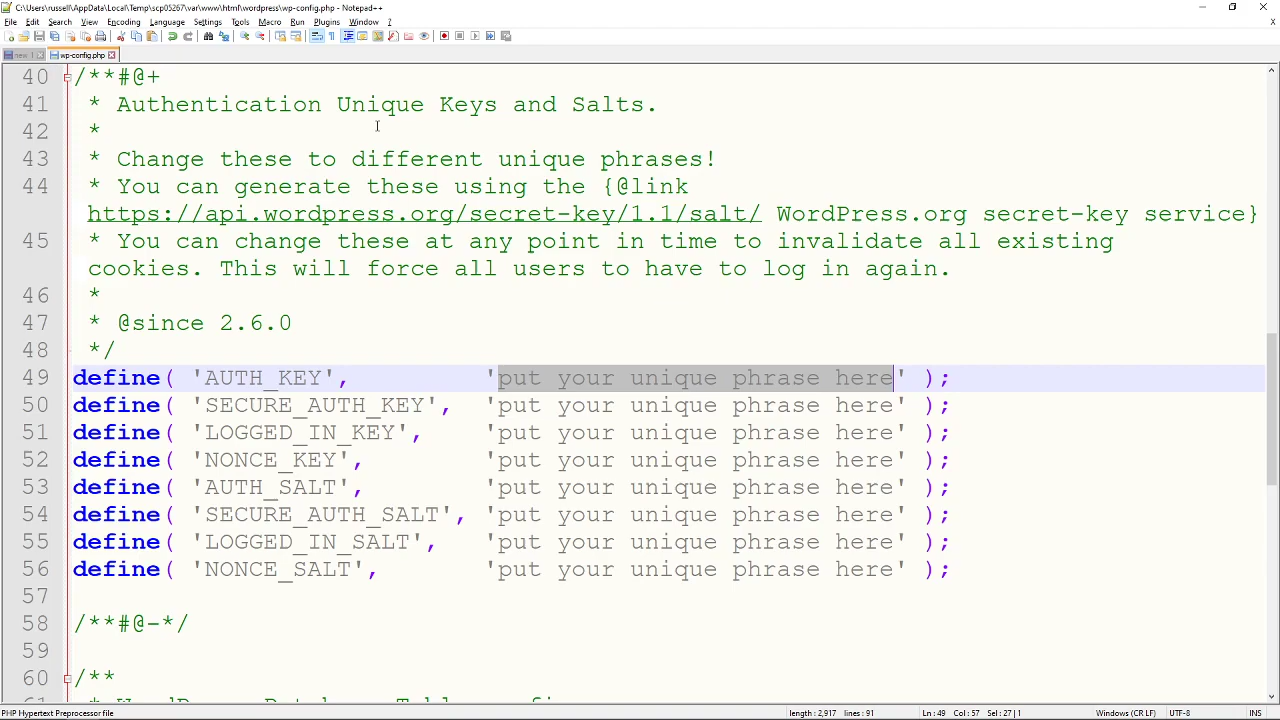 C:\Users\russell\AppData\Local\Temp\scp05267\var\www\html\wordpress\wp-config.php - Notepad++
File Edit Search View Encoding Language Settings Tools Macro Run Plugins Window ?
new 1 wp-config.php
40 /**#@+
41 * Authentication Unique Keys and Salts.
42 *
43 * Change these to different unique phrases!
44 * You can generate these using the {@link
https://api.wordpress.org/secret-key/1.1/salt/ WordPress.org secret-key service}
45 * You can change these at any point in time to invalidate all existing
cookies. This will force all users to have to log in again.
46 *
47 * @since 2.6.0
48 */
49 define( 'AUTH_KEY', 'put your unique phrase here' );
50 define( 'SECURE_AUTH_KEY', 'put your unique phrase here' );
51 define( 'LOGGED_IN_KEY', 'put your unique phrase here' );
52 define( 'NONCE_KEY', 'put your unique phrase here' );
53 define( 'AUTH_SALT', 'put your unique phrase here' );
54 define( 'SECURE_AUTH_SALT', 'put your unique phrase here' );
55 define( 'LOGGED_IN_SALT', 'put your unique phrase here' );
56 define( 'NONCE_SALT', 'put your unique phrase here' );
57
58 /**#@-*/
59
60 /**
PHP Hypertext Preprocessor file length : 2,917 lines : 91 Ln : 49 Col : 57 Sel : 27 | 1 Windows (CR LF) UTF-8 INS